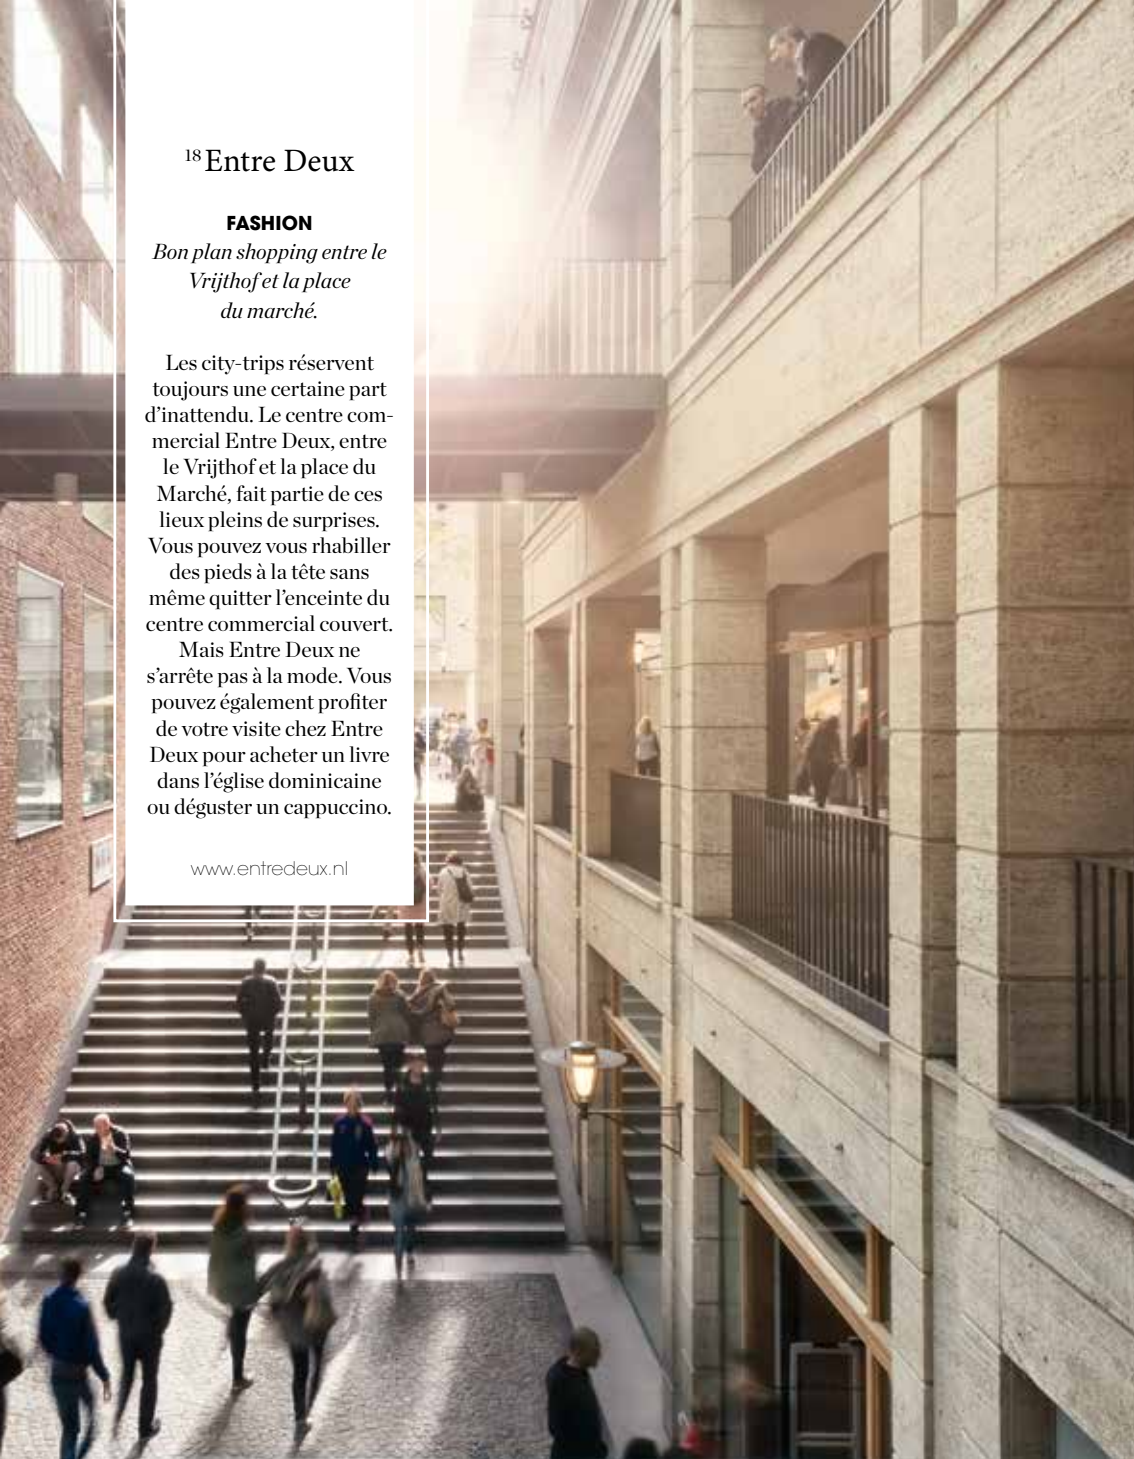 18 Entre Deux
FASHION
Bon plan shopping entre le
Vrijthof et la place
du marché.
Les city-trips réservent
toujours une certaine part
d'inattendu. Le centre com-
mercial Entre Deux, entre
le Vrijthof et la place du
Marché, fait partie de ces
lieux pleins de surprises.
Vous pouvez vous rhabiller
des pieds à la tête sans
même quitter l'enceinte du
centre commercial couvert.
Mais Entre Deux ne
s'arrête pas à la mode. Vous
pouvez également profiter
de votre visite chez Entre
Deux pour acheter un livre
dans l'église dominicaine
ou déguster un cappuccino.
www.entredeux.nl